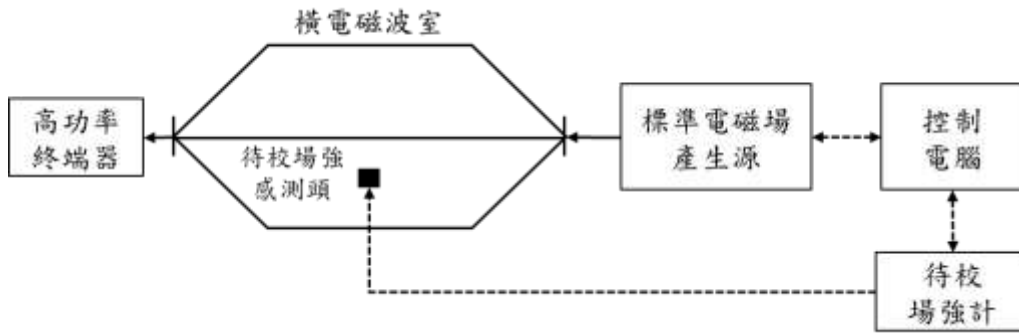 橫電磁波室
高功率
終端器
待校場強
感測頭
標準電磁場
產生源
控制
電腦
待校
場強計